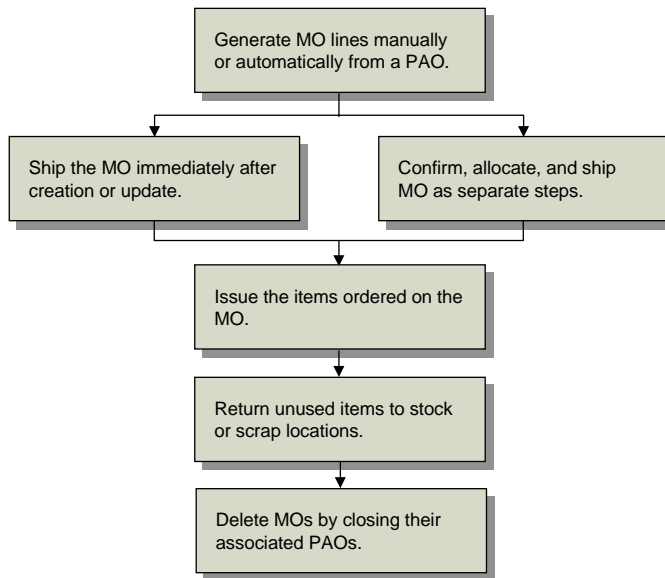 Generate MO lines manually
or automatically from a PAO.
Ship the MO immediately after
creation or update.
Confirm, allocate, and ship
MO as separate steps.
Issue the items ordered on the
MO.
Return unused items to stock
or scrap locations.
Delete MOs by closing their
associated PAOs.